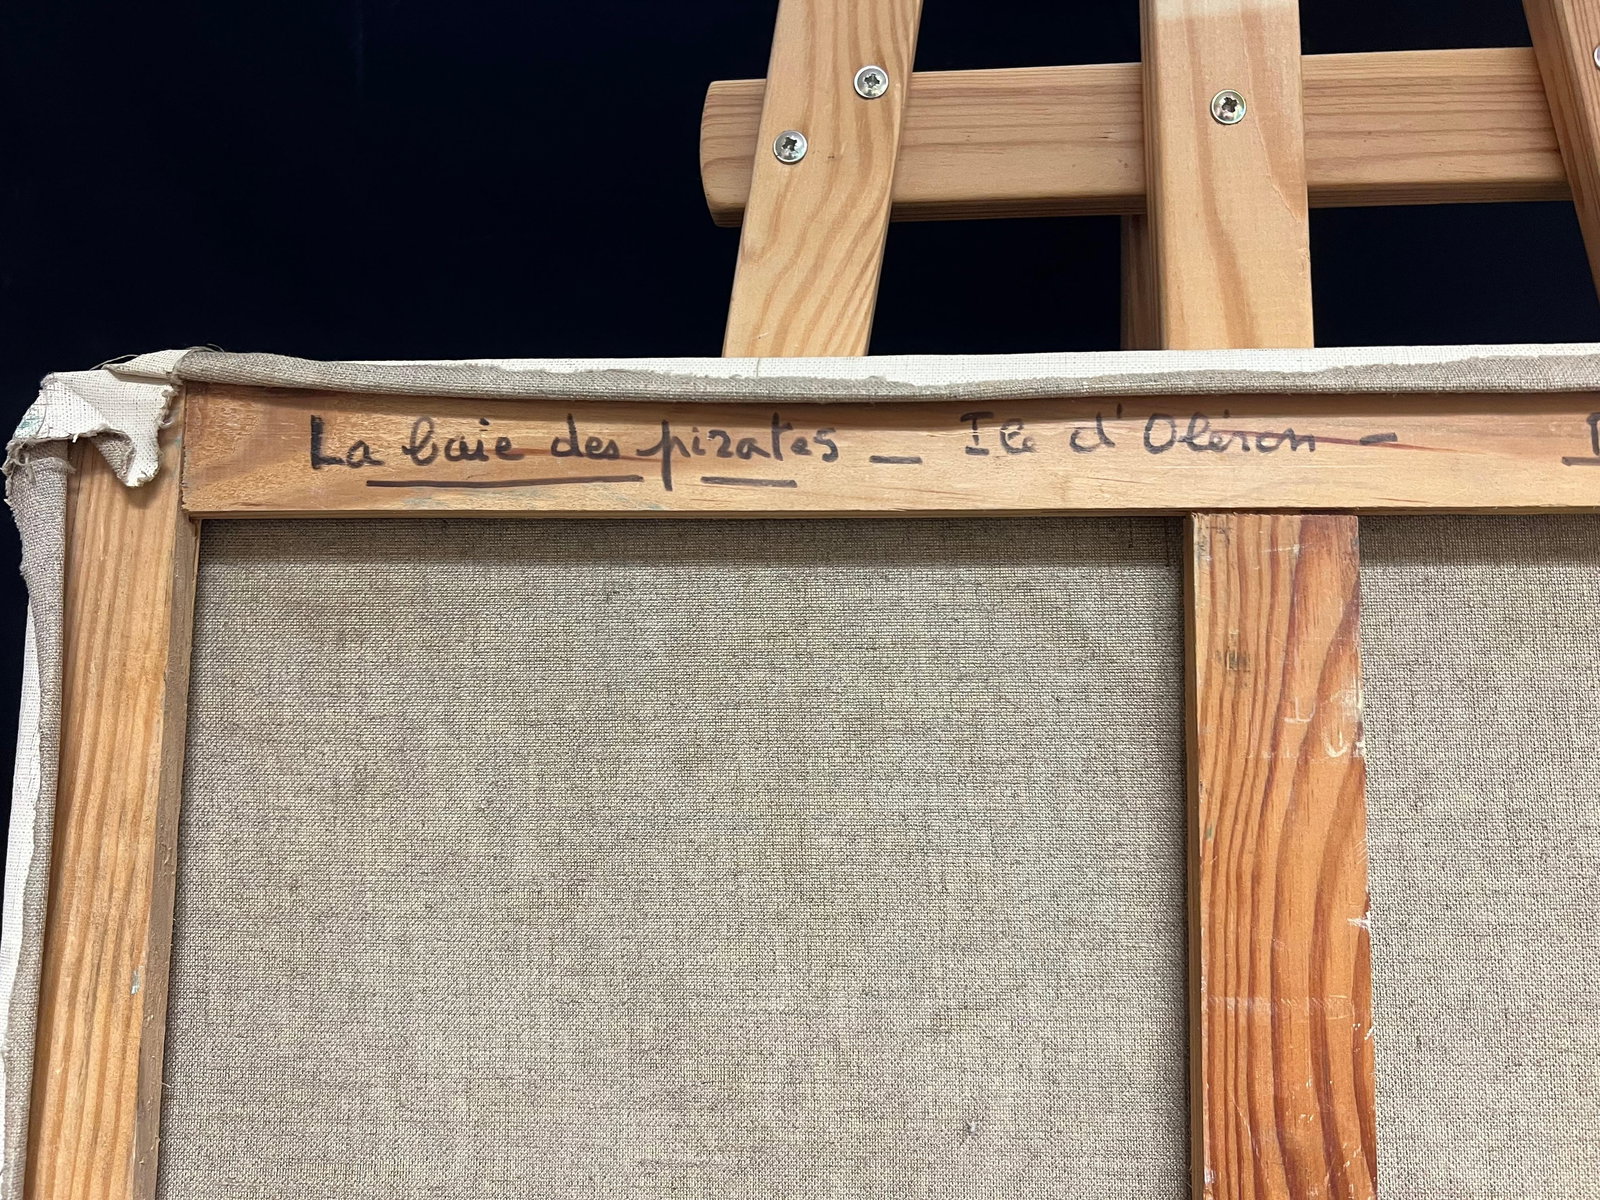 La baie des pirates _ Ile d'Oléron -